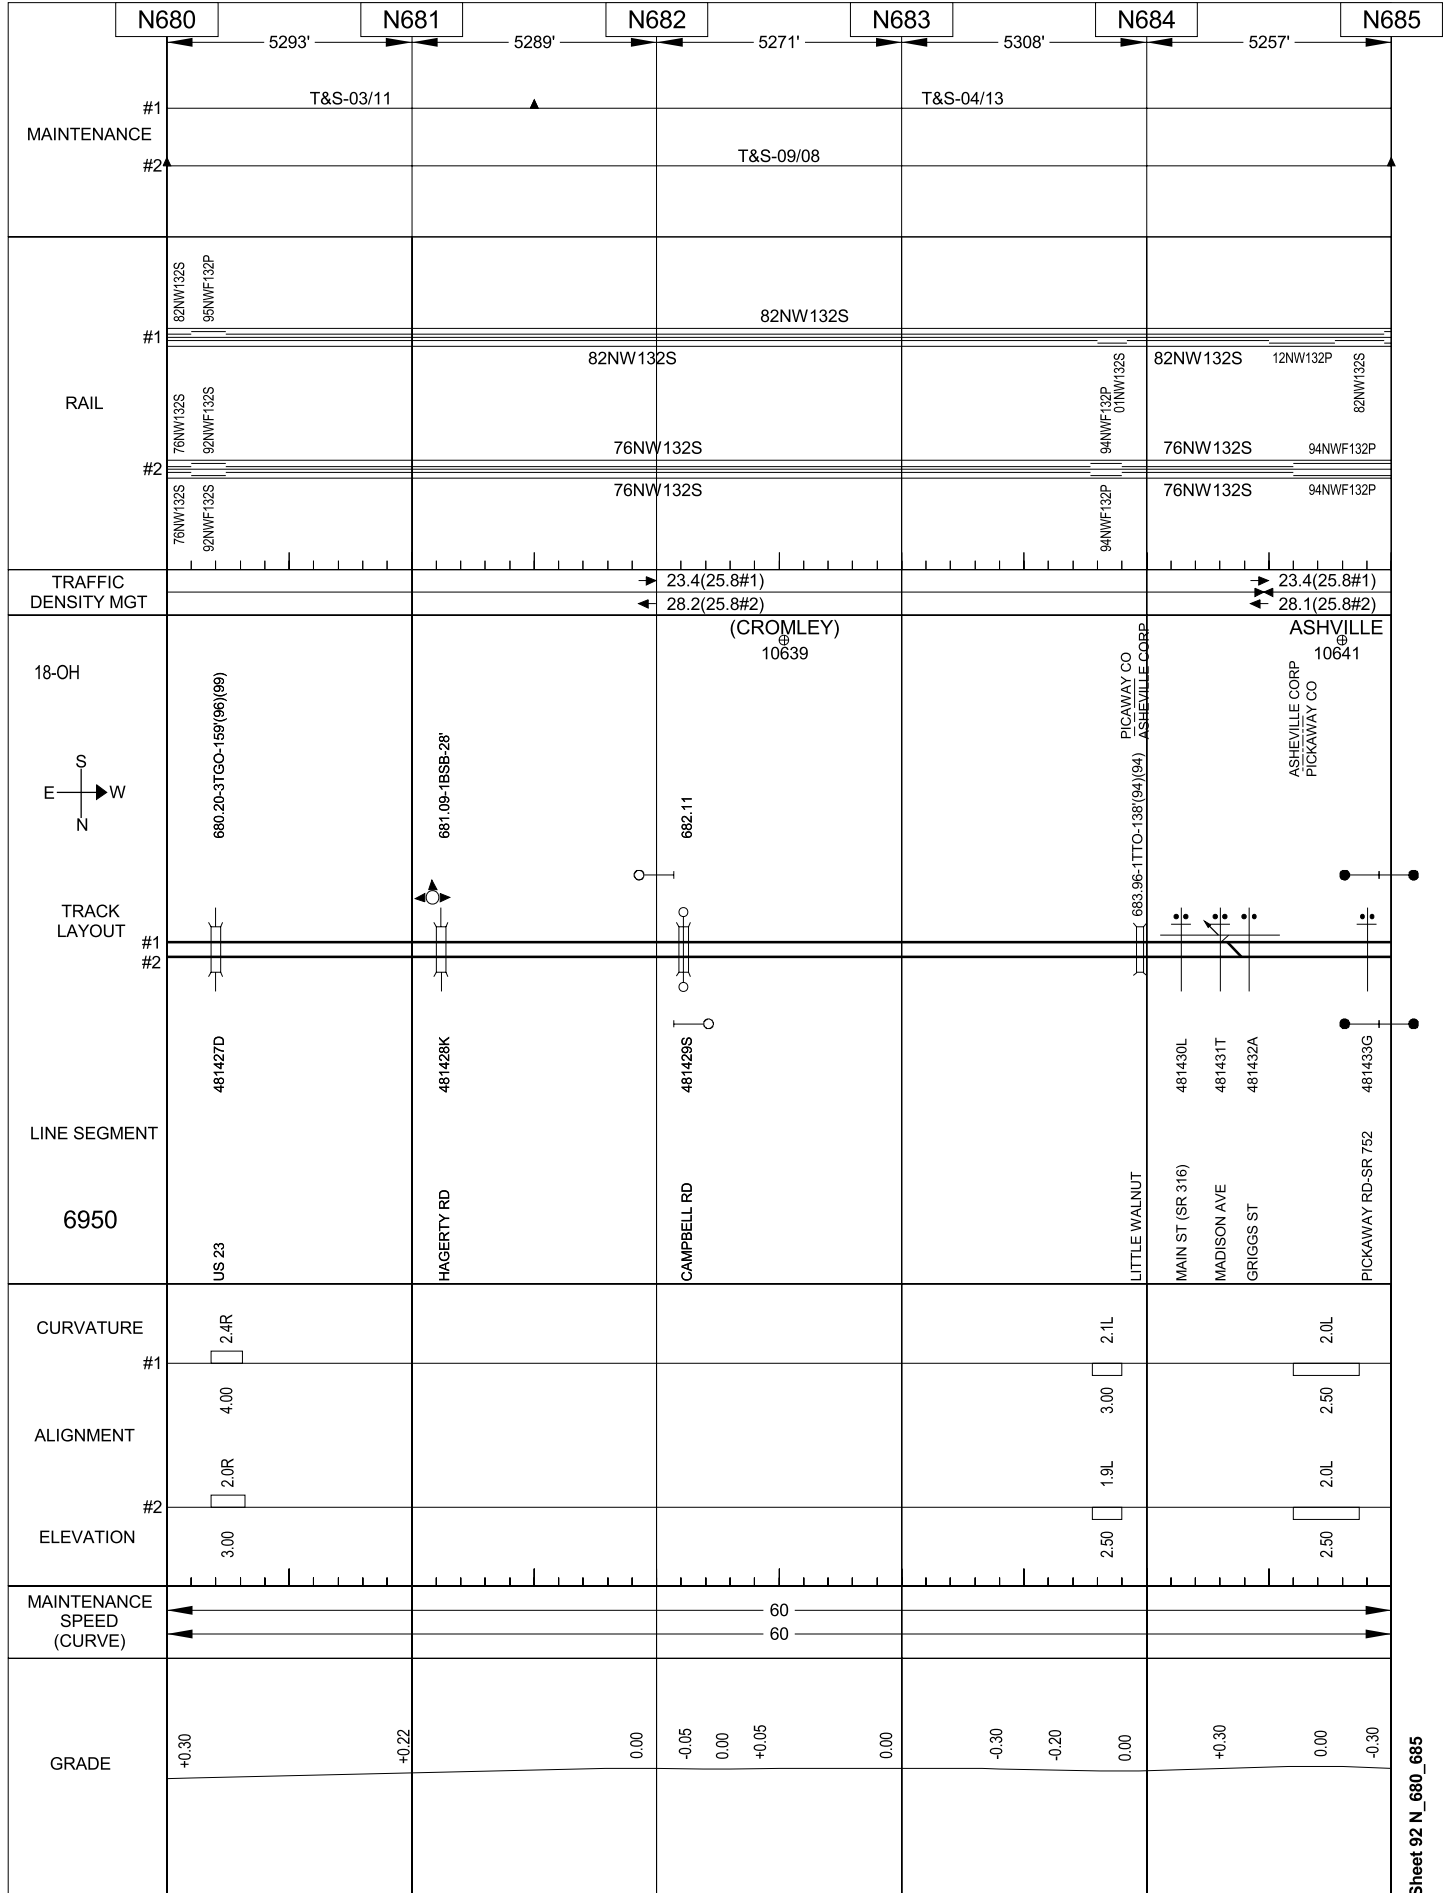 N680 N681 N682 N683 N684 N685
5293' 5289' 5271' 5308' 5257'
MAINTENANCE
#1
T&S-03/11 T&S-04/13
#2
T&S-09/08
RAIL
82NW132S
95NWF132P
82NW132S
#1
82NW132S
01NW132S
82NW132S
12NW132P
82NW132S
76NW132S
92NWF132S
76NW132S
94NWF132P
76NW132S
94NWF132P
#2
76NW132S
92NWF132S
76NW132S
94NWF132P
76NW132S
94NWF132P
TRAFFIC
DENSITY MGT
23.4(25.8#1) 23.4(25.8#1)
28.2(25.8#2) 28.1(25.8#2)
(CROMLEY)
10639
ASHVILLE
10641
18-OH
S
E W
N
680.20-3TGO-159'(96)(99)
681.09-1BSB-28'
682.11
683.96-1TTO-138'(94)(94)
PICAWAY CO
ASHEVILLE CORP
ASHEVILLE CORP
PICKAWAY CO
TRACK
LAYOUT
#1
#2
481427D
481428K
481429S
481430L
481431T
481432A
481433G
LINE SEGMENT
6950
US 23
HAGERTY RD
CAMPBELL RD
LITTLE WALNUT
MAIN ST (SR 316)
MADISON AVE
GRIGGS ST
PICKAWAY RD-SR 752
CURVATURE
2.4R 2.1L 2.0L
#1
4.00 3.00 2.50
ALIGNMENT
2.0R 1.9L 2.0L
#2
ELEVATION
3.00 2.50 2.50
MAINTENANCE
SPEED
(CURVE)
60
60
GRADE
+0.30 +0.22 0.00 -0.05 0.00 +0.05 0.00 -0.30 -0.20 0.00 +0.30 0.00 -0.30
Sheet 92 N_680_685